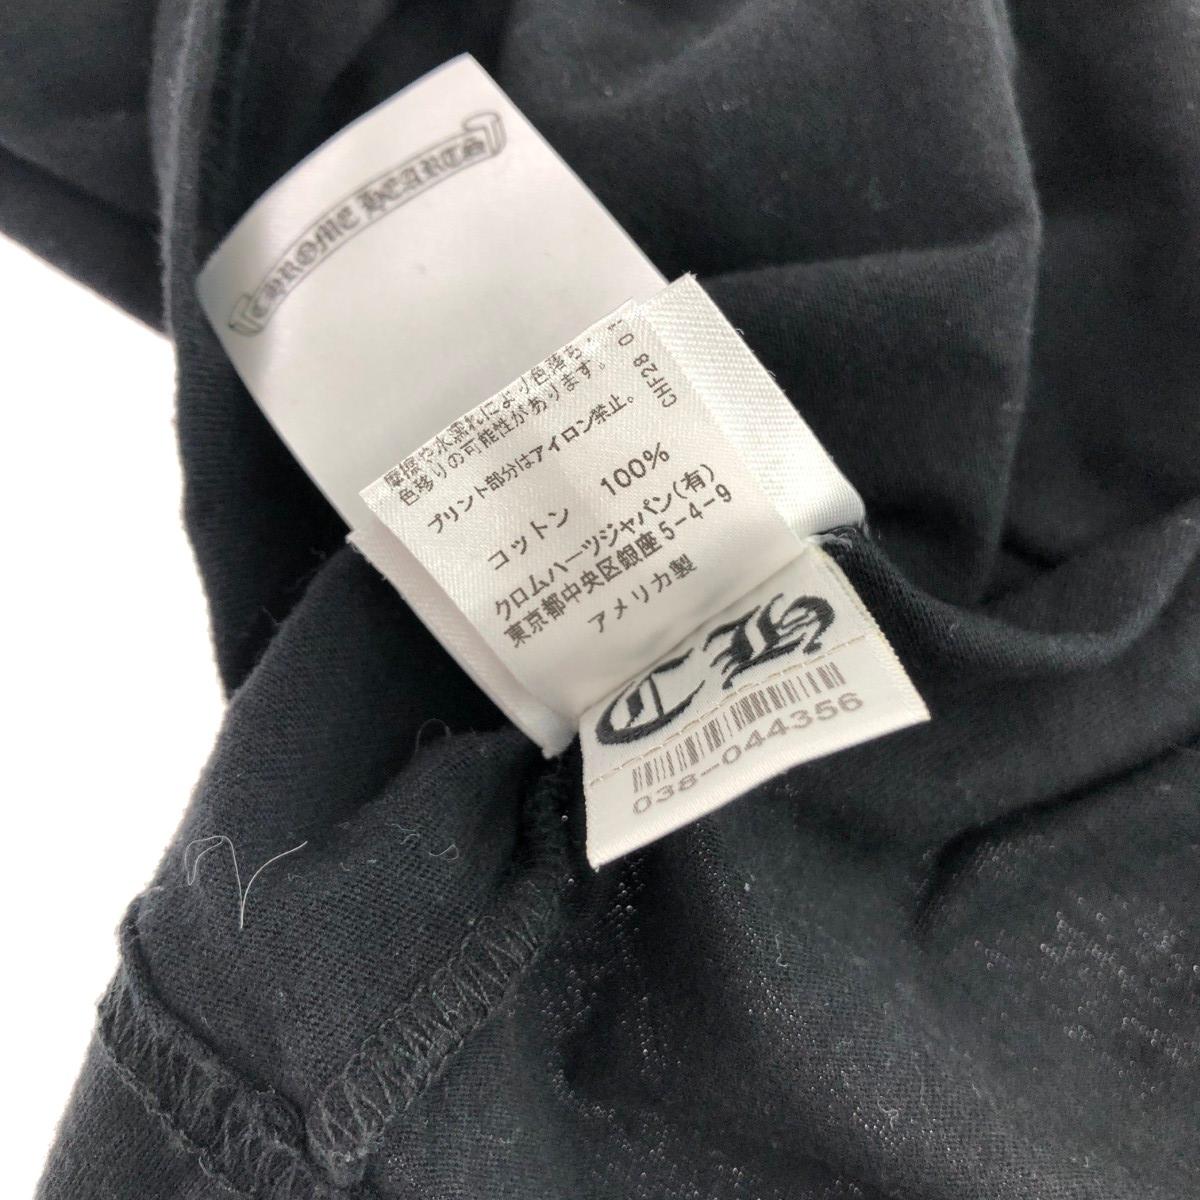 CHROME HEARTS
摩擦や水濡れにより色落ち・
色移りの可能性があります。
プリント部分はアイロン禁止。
CHF28
コットン 100%
クロムハーツジャパン(有)
東京都中央区銀座5-4-9
アメリカ製
CH
038-044356